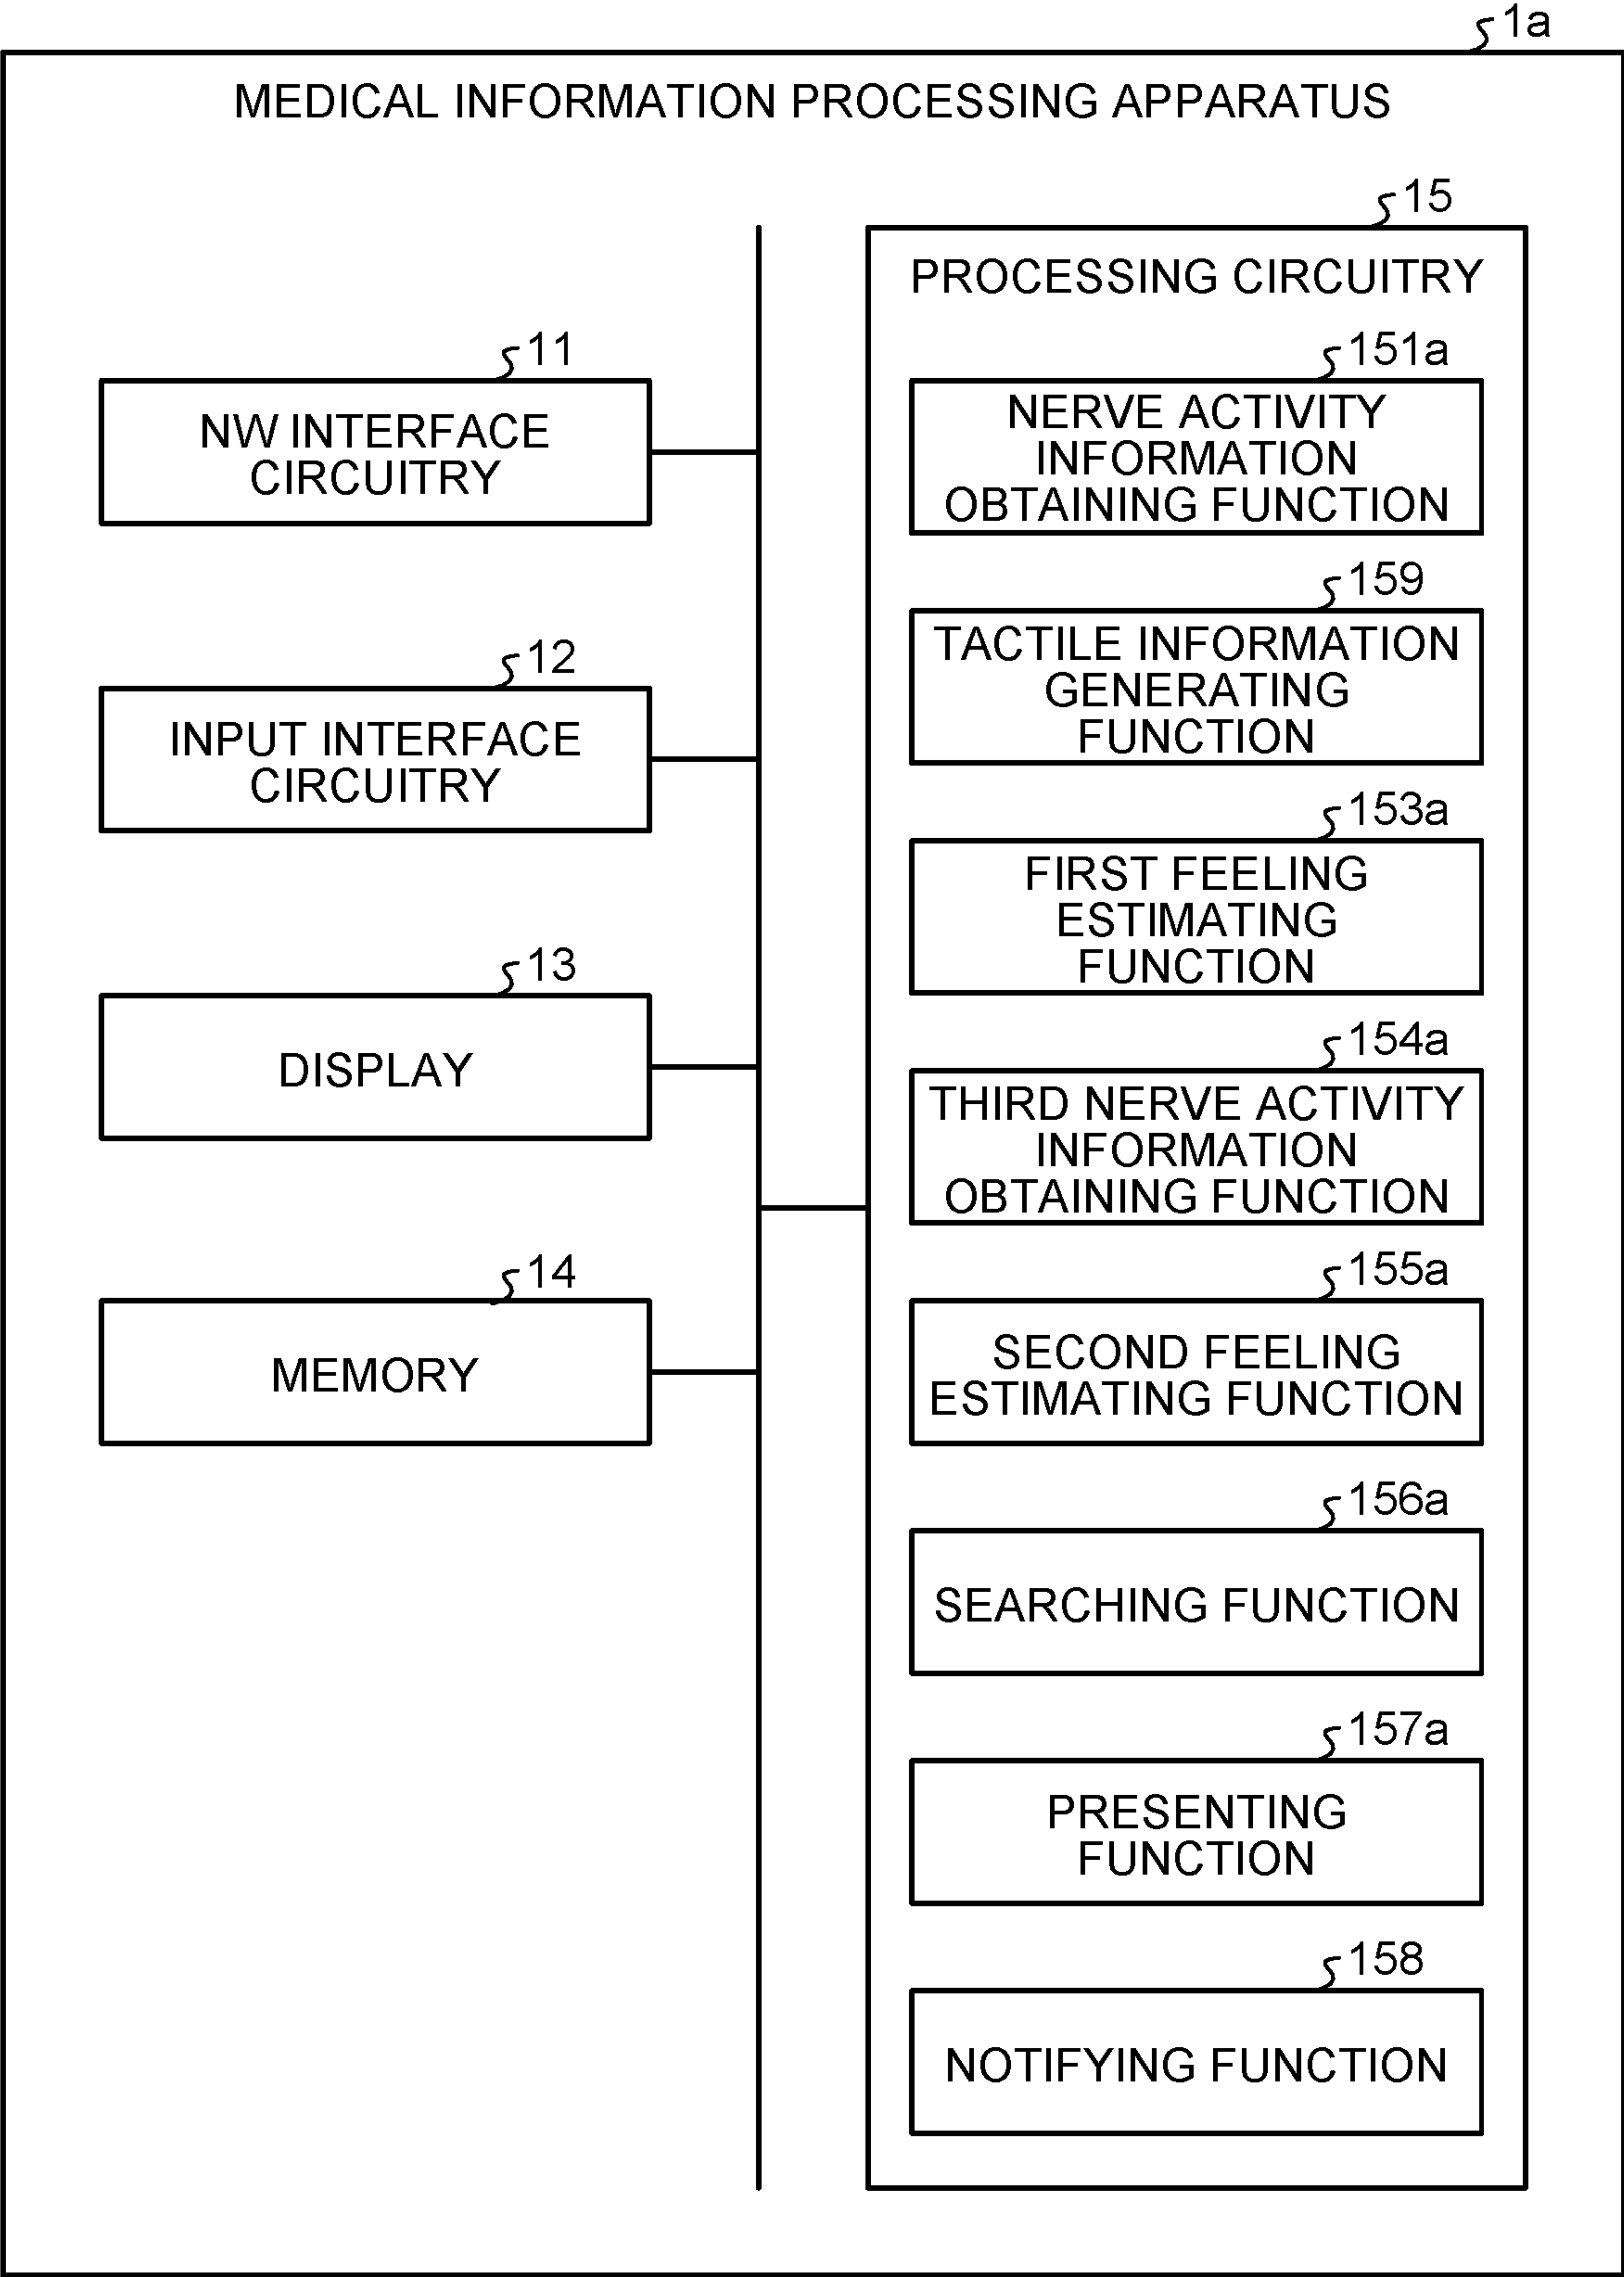 1a
MEDICAL INFORMATION PROCESSING APPARATUS
11
NW INTERFACE
CIRCUITRY
12
INPUT INTERFACE
CIRCUITRY
13
DISPLAY
14
MEMORY
15
PROCESSING CIRCUITRY
151a
NERVE ACTIVITY
INFORMATION
OBTAINING FUNCTION
159
TACTILE INFORMATION
GENERATING
FUNCTION
153a
FIRST FEELING
ESTIMATING
FUNCTION
154a
THIRD NERVE ACTIVITY
INFORMATION
OBTAINING FUNCTION
155a
SECOND FEELING
ESTIMATING FUNCTION
156a
SEARCHING FUNCTION
157a
PRESENTING
FUNCTION
158
NOTIFYING FUNCTION